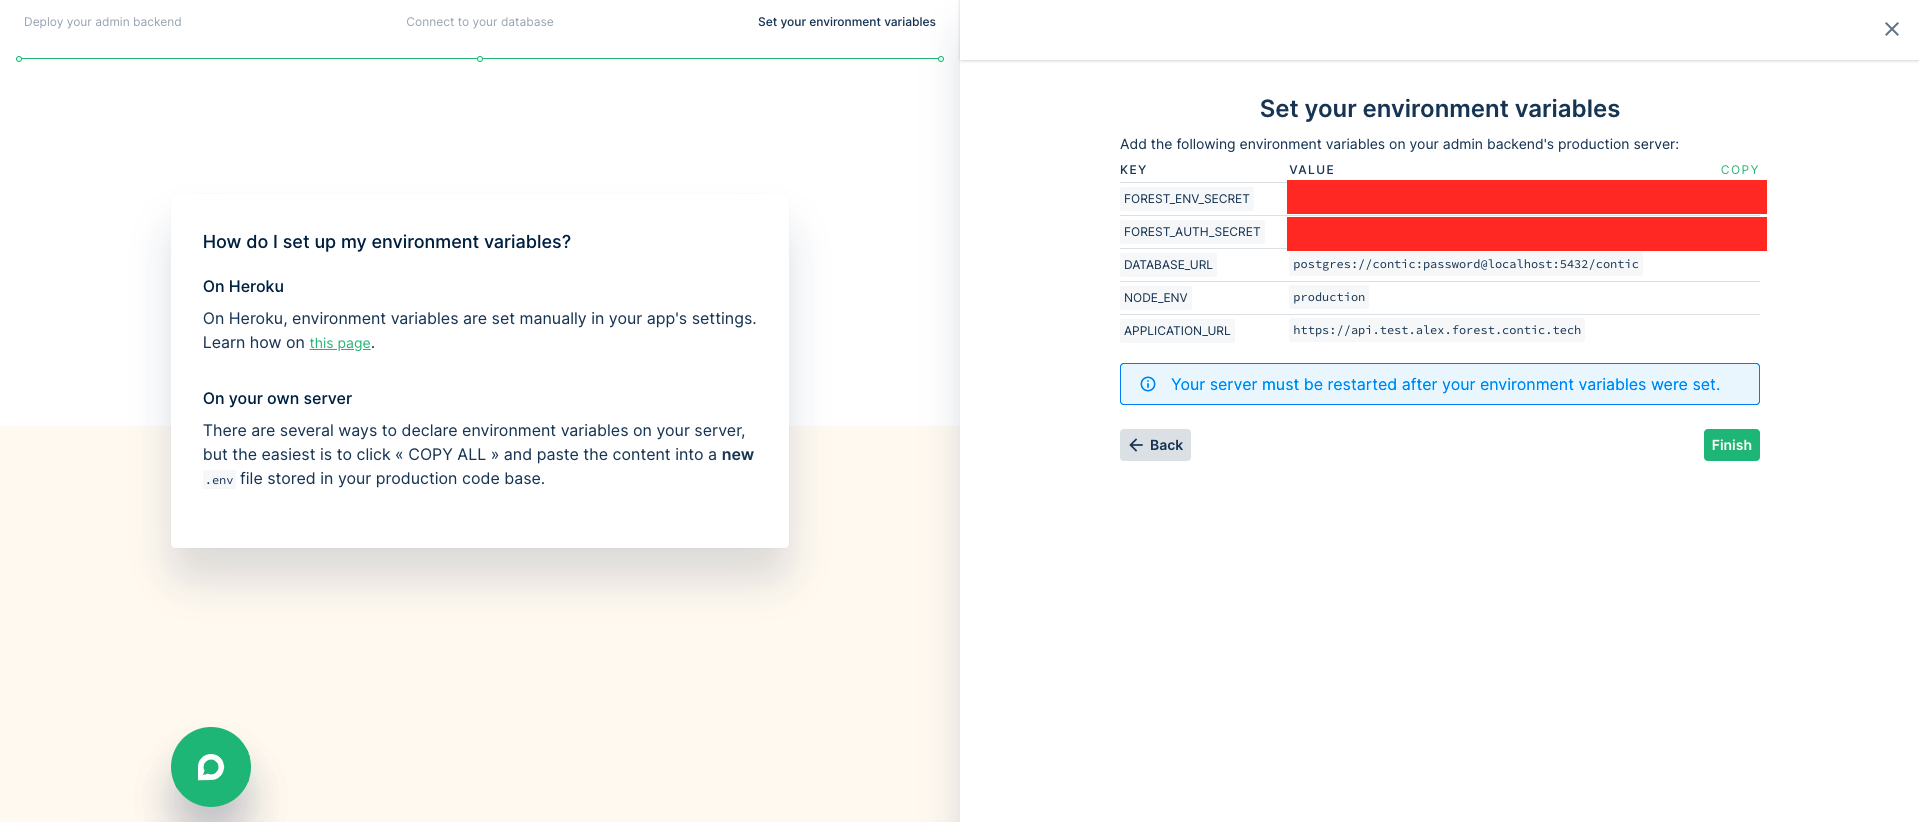 Deploy your admin backend
Connect to your database
Set your environment variables
How do I set up my environment variables?
On Heroku
On Heroku, environment variables are set manually in your app's settings.
Learn how on this page.
On your own server
There are several ways to declare environment variables on your server,
but the easiest is to click « COPY ALL » and paste the content into a new
.env file stored in your production code base.
Set your environment variables
Add the following environment variables on your admin backend's production server:
KEY VALUE COPY
FOREST_ENV_SECRET
FOREST_AUTH_SECRET
DATABASE_URL postgres://contic:password@localhost:5432/contic
NODE_ENV production
APPLICATION_URL https://api.test.alex.forest.contic.tech
Your server must be restarted after your environment variables were set.
Back
Finish